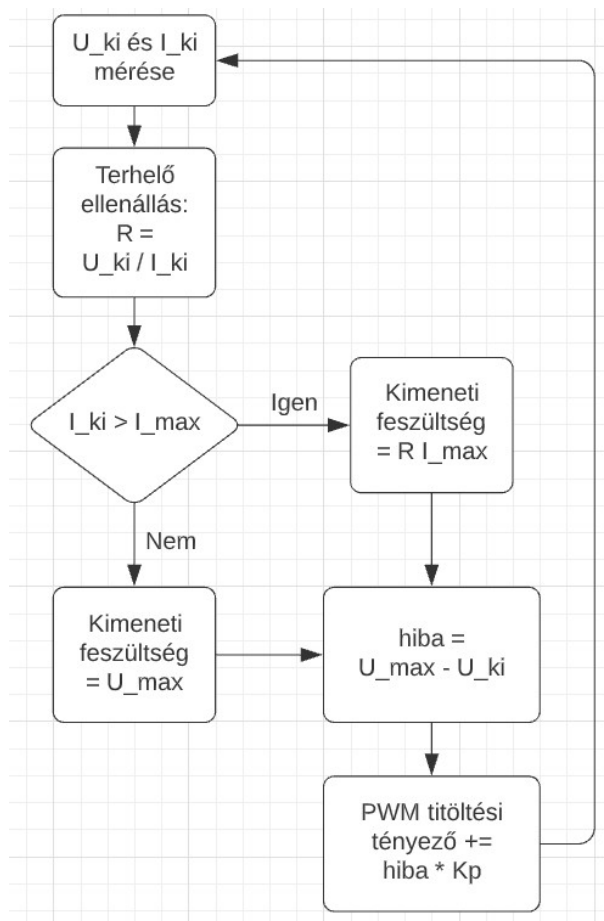 U_ki és I_ki
mérése
Terhelő
ellenállás:
R =
U_ki / I_ki
I_ki > I_max
Igen
Kimeneti
feszültség
= R I_max
Nem
Kimeneti
feszültség
= U_max
hiba =
U_max - U_ki
PWM titöltési
tényező +=
hiba * Kp